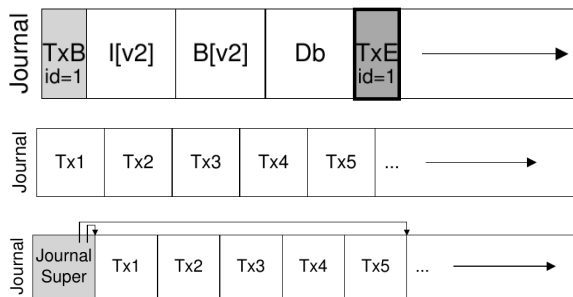 Journal
TxB I[v2] B[v2] Db TxE
id=1 id=1
Journal
Tx1 Tx2 Tx3 Tx4 Tx5 ...
Journal
Journal
Super Tx1 Tx2 Tx3 Tx4 Tx5 ...